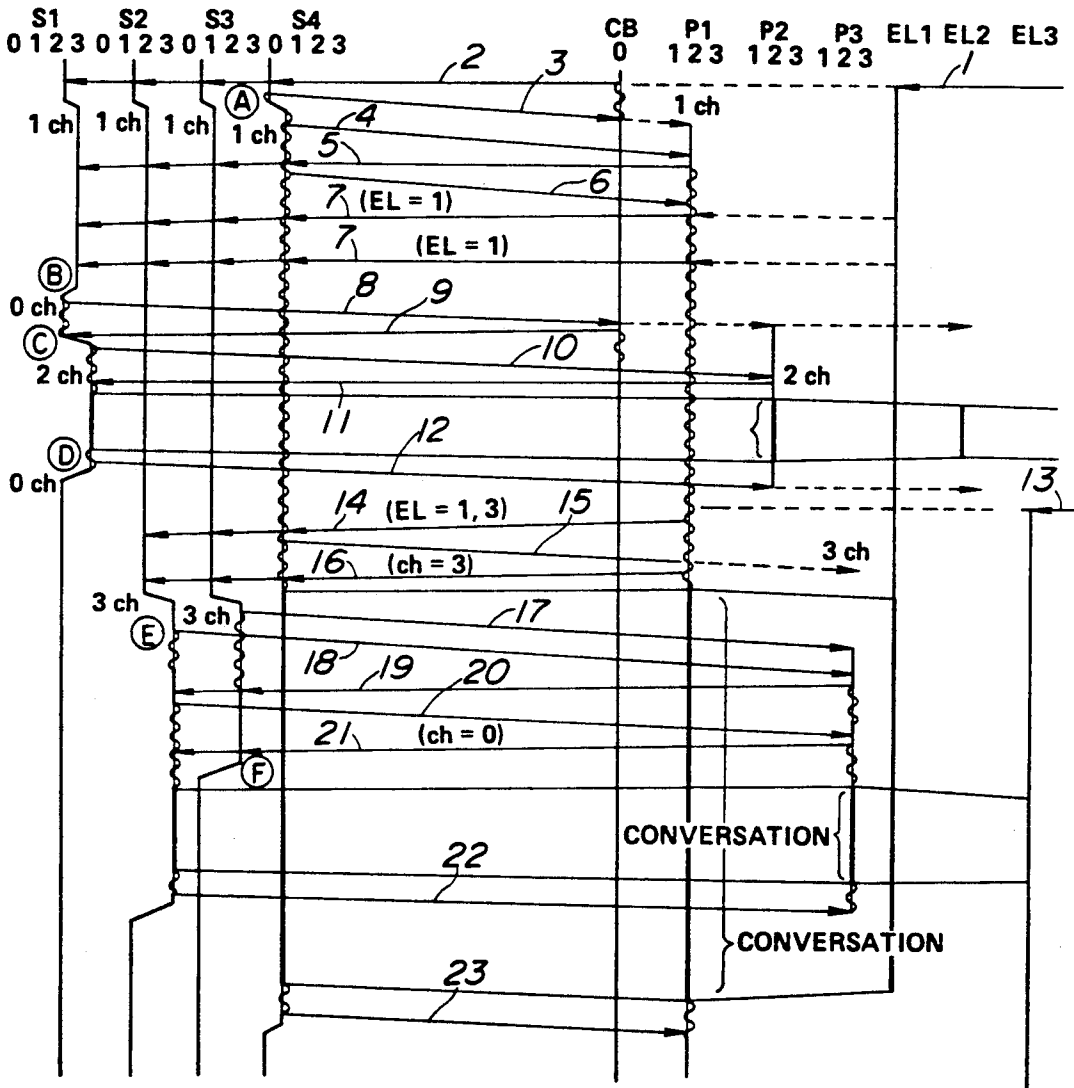 S1 S2 S3 S4 CB P1 P2 P3 EL1 EL2 EL3
0 1 2 3 0 1 2 3 0 1 2 3 0 1 2 3 0 1 2 3 1 2 3 1 2 3
2 3 1
A 1 ch
1 ch 1 ch 1 ch 1 ch 4
5
6
7 (EL = 1)
7 (EL = 1)
B
0 ch 8 9
C
10
2 ch 2 ch
11
12
D
0 ch
13
14 (EL = 1, 3) 15
3 ch
16 (ch = 3)
3 ch 3 ch 17
E
18 19 20
21 (ch = 0)
F
CONVERSATION
22
CONVERSATION
23